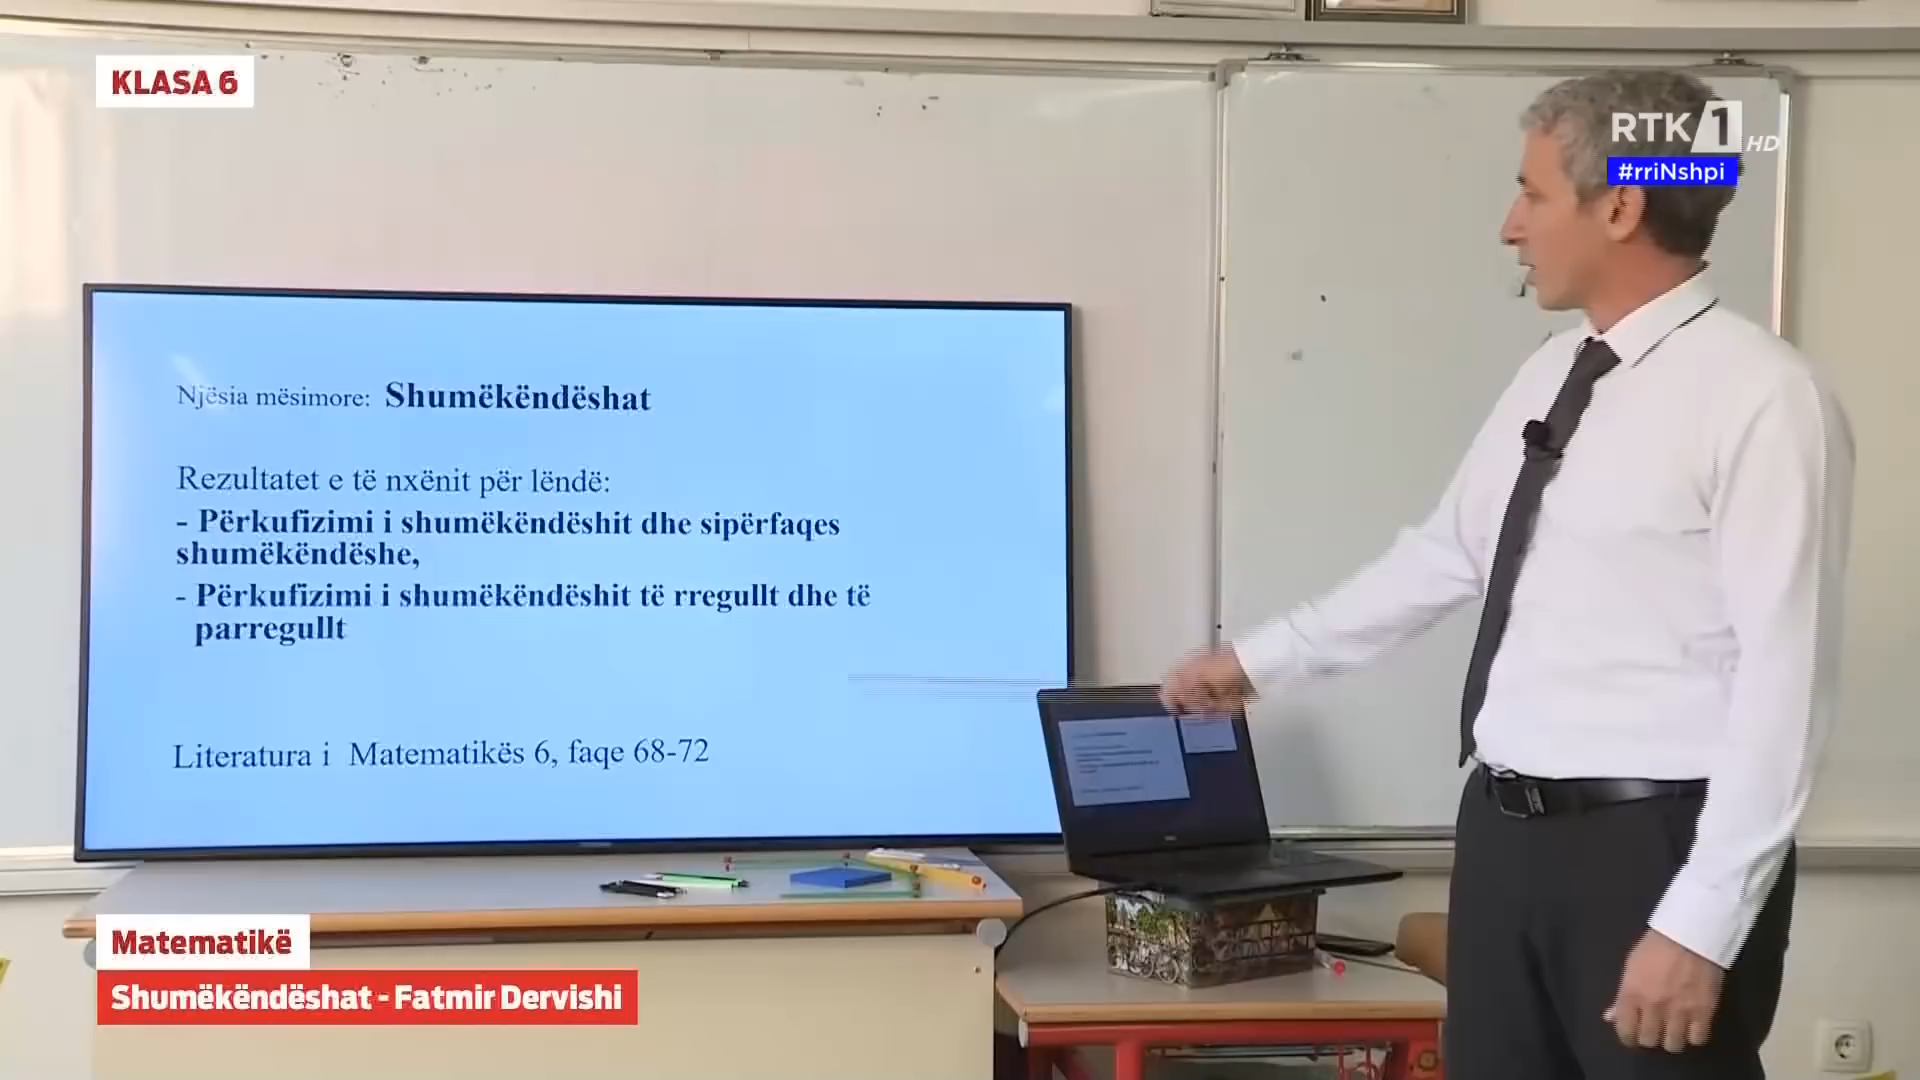 KLASA 6
RTK 1 HD
#rriNshpi
Njësia mësimore: Shumëkëndëshat
Rezultatet e të nxënit për lëndë:
- Përkufizimi i shumëkëndëshit dhe sipërfaqes
shumëkëndëshe,
- Përkufizimi i shumëkëndëshit të rregullt dhe të
parregullt
Literatura i Matematikës 6, faqe 68-72
Matematikë
Shumëkëndëshat - Fatmir Dervishi